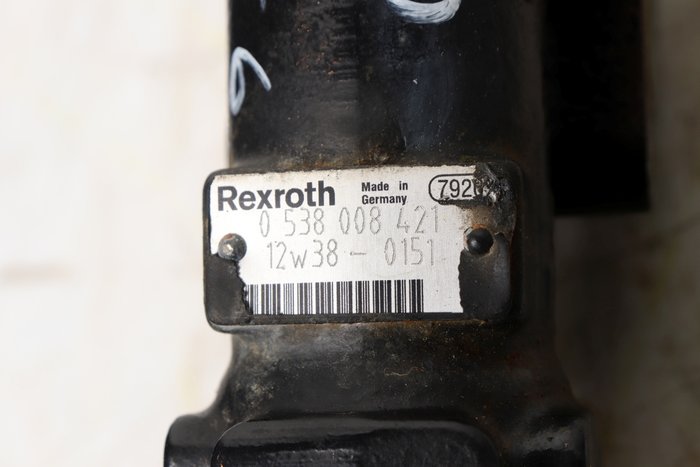 Rexroth
Made in
Germany
0 538 008 421
12w38- 0151